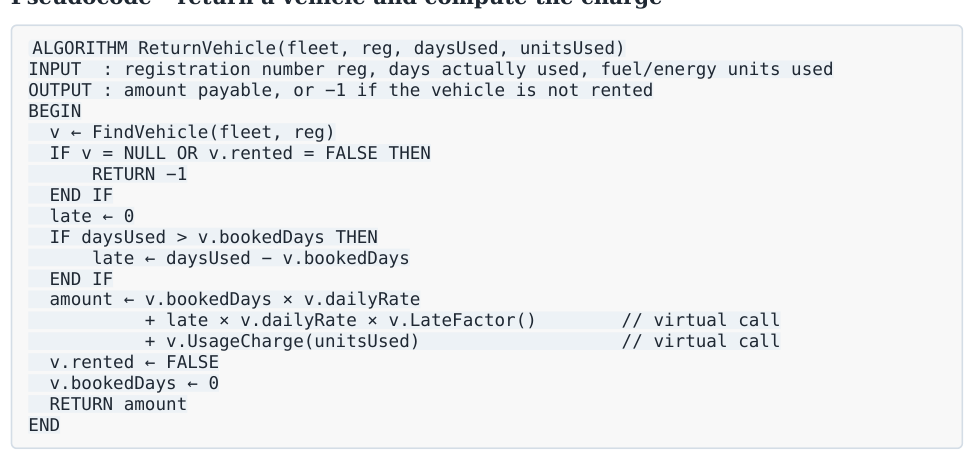 Pseudocode – return a vehicle and compute the charge
ALGORITHM ReturnVehicle(fleet, reg, daysUsed, unitsUsed)
INPUT  : registration number reg, days actually used, fuel/energy units used
OUTPUT : amount payable, or −1 if the vehicle is not rented
BEGIN
  v ← FindVehicle(fleet, reg)
  IF v = NULL OR v.rented = FALSE THEN
      RETURN −1
  END IF
  late ← 0
  IF daysUsed > v.bookedDays THEN
      late ← daysUsed − v.bookedDays
  END IF
  amount ← v.bookedDays × v.dailyRate
           + late × v.dailyRate × v.LateFactor()        // virtual call
           + v.UsageCharge(unitsUsed)                   // virtual call
  v.rented ← FALSE
  v.bookedDays ← 0
  RETURN amount
END